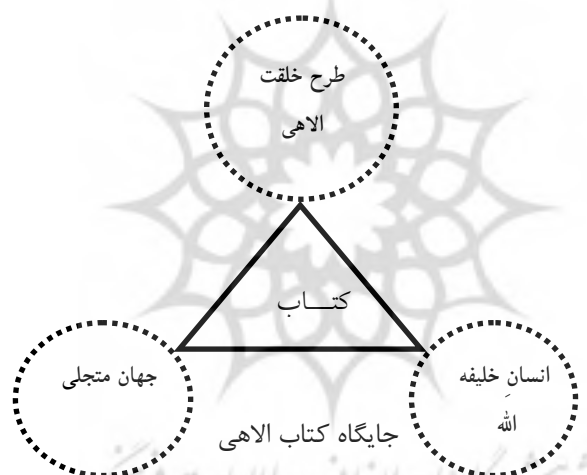 طرح خلقت
الاهی
کتـــاب
جهان متجلی
انسانِ خلیفه
الله
جایگاه کتاب الاهی